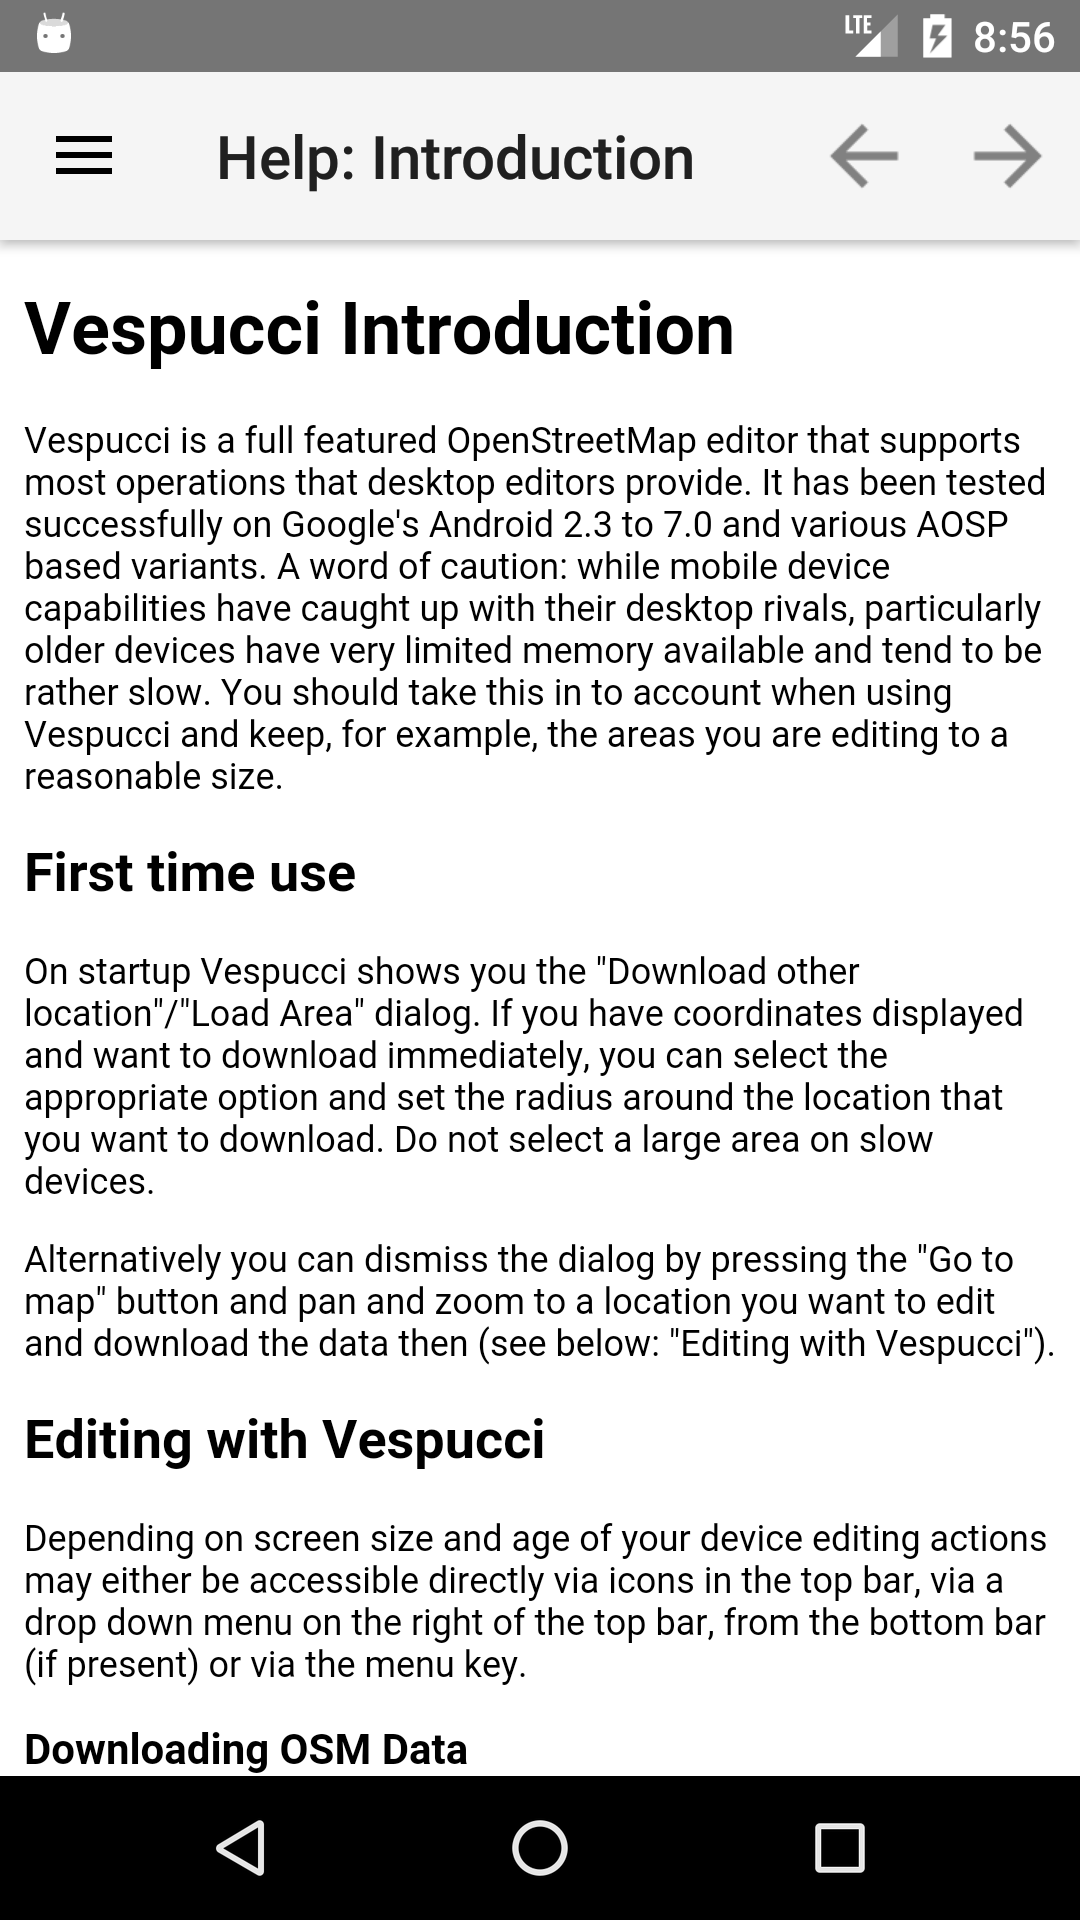 LTE 8:56
Help: Introduction
Vespucci Introduction
Vespucci is a full featured OpenStreetMap editor that supports
most operations that desktop editors provide. It has been tested
successfully on Google's Android 2.3 to 7.0 and various AOSP
based variants. A word of caution: while mobile device
capabilities have caught up with their desktop rivals, particularly
older devices have very limited memory available and tend to be
rather slow. You should take this in to account when using
Vespucci and keep, for example, the areas you are editing to a
reasonable size.
First time use
On startup Vespucci shows you the "Download other
location"/"Load Area" dialog. If you have coordinates displayed
and want to download immediately, you can select the
appropriate option and set the radius around the location that
you want to download. Do not select a large area on slow
devices.
Alternatively you can dismiss the dialog by pressing the "Go to
map" button and pan and zoom to a location you want to edit
and download the data then (see below: "Editing with Vespucci").
Editing with Vespucci
Depending on screen size and age of your device editing actions
may either be accessible directly via icons in the top bar, via a
drop down menu on the right of the top bar, from the bottom bar
(if present) or via the menu key.
Downloading OSM Data